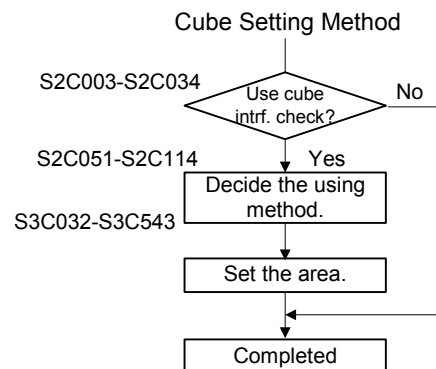 Cube Setting Method
S2C003-S2C034
Use cube
intrf. check?
No
S2C051-S2C114
Yes
Decide the using
method.
S3C032-S3C543
Set the area.
Completed